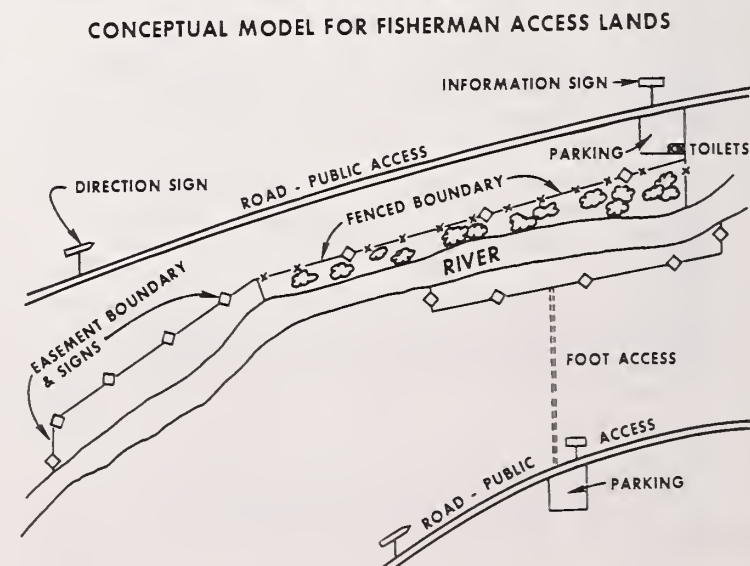 CONCEPTUAL MODEL FOR FISHERMAN ACCESS LANDS
INFORMATION SIGN
PARKING
TOILETS
DIRECTION SIGN
ROAD - PUBLIC ACCESS
FENCED BOUNDARY
RIVER
EASEMENT BOUNDARY
& SIGNS
FOOT ACCESS
ROAD - PUBLIC ACCESS
PARKING